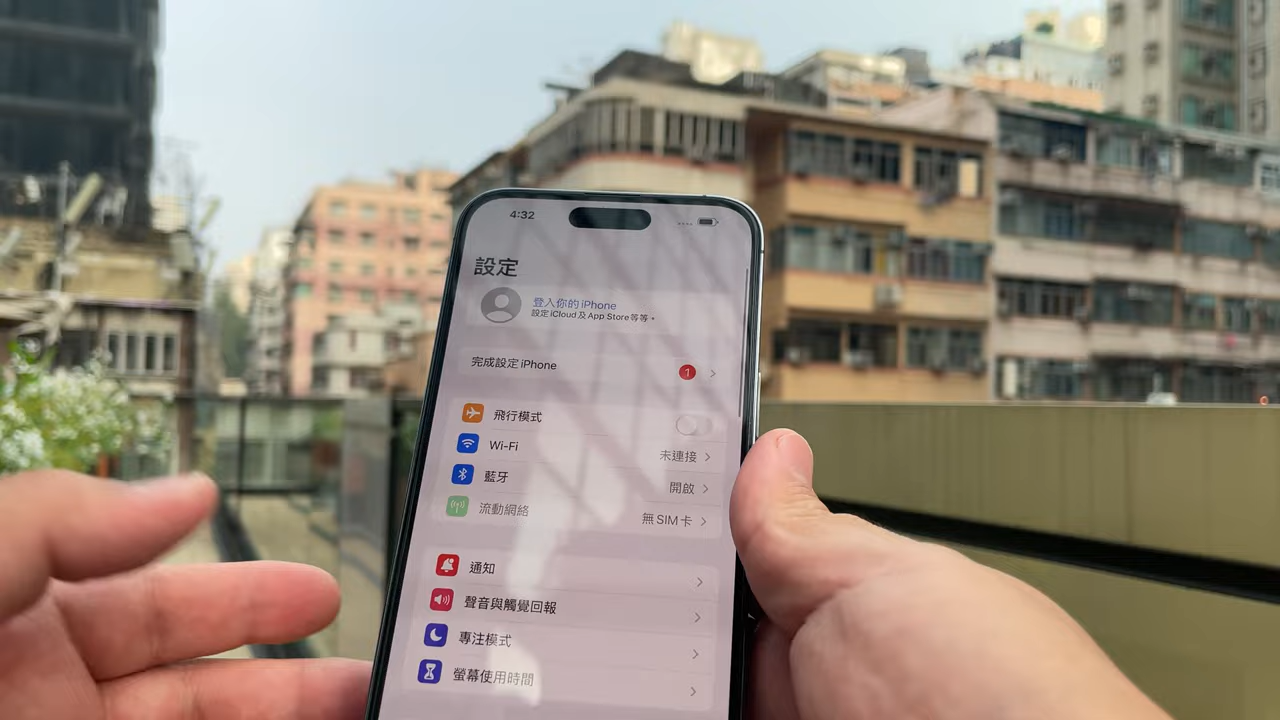 4:32
設定
登入你的 iPhone
設定 iCloud 及 App Store 等等。
完成設定 iPhone
1
飛行模式
Wi-Fi
未連接
藍牙
開啟
流動網絡
無 SIM 卡
通知
聲音與觸覺回報
專注模式
螢幕使用時間